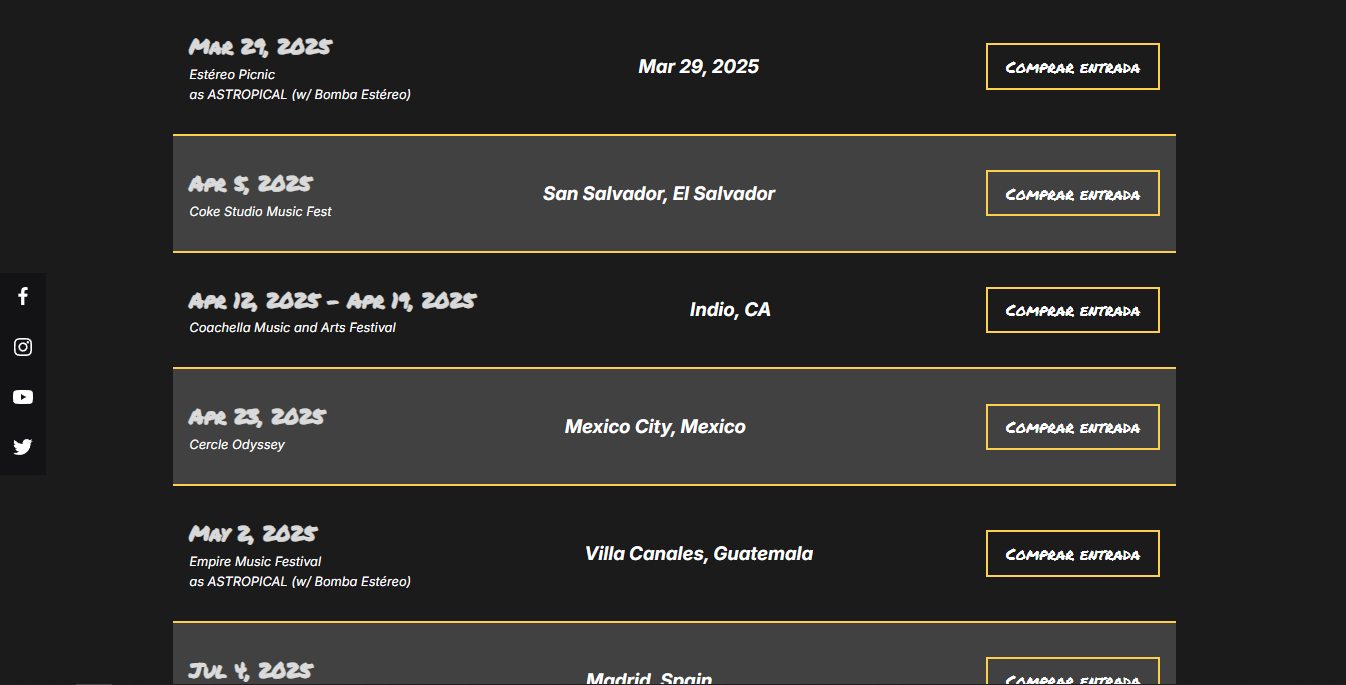 Mar 29, 2025
Estéreo Picnic
as ASTROPICAL (w/ Bomba Estéreo)
Mar 29, 2025
Comprar entrada
Apr 5, 2025
Coke Studio Music Fest
San Salvador, El Salvador
Comprar entrada
Apr 12, 2025 - Apr 19, 2025
Coachella Music and Arts Festival
Indio, CA
Comprar entrada
Apr 23, 2025
Cercle Odyssey
Mexico City, Mexico
Comprar entrada
May 2, 2025
Empire Music Festival
as ASTROPICAL (w/ Bomba Estéreo)
Villa Canales, Guatemala
Comprar entrada
Jul 4, 2025
Madrid, Spain
Comprar entrada